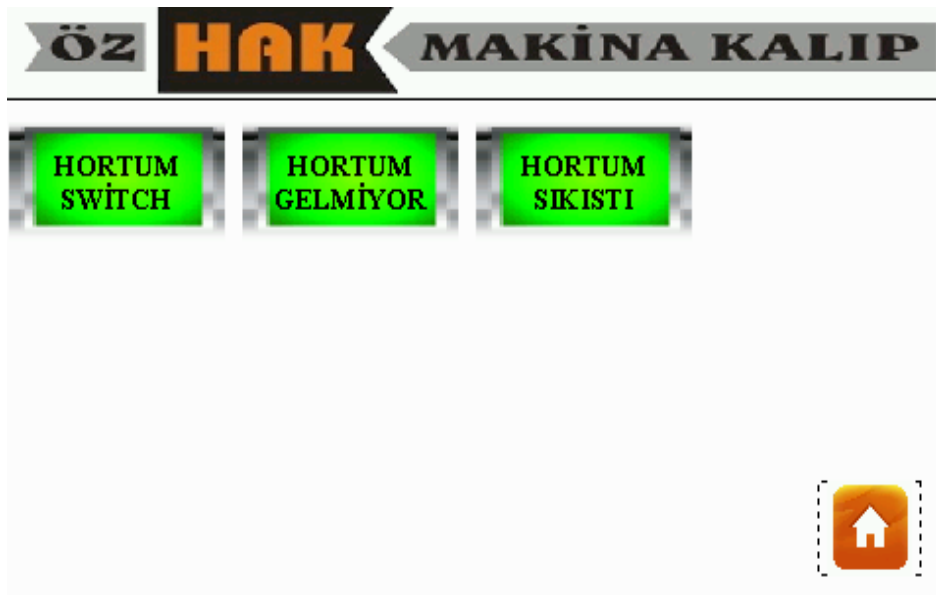 ÖZ HAK MAKİNA KALIP
HORTUM
SWİTCH
HORTUM
GELMİYOR
HORTUM
SIKISTI